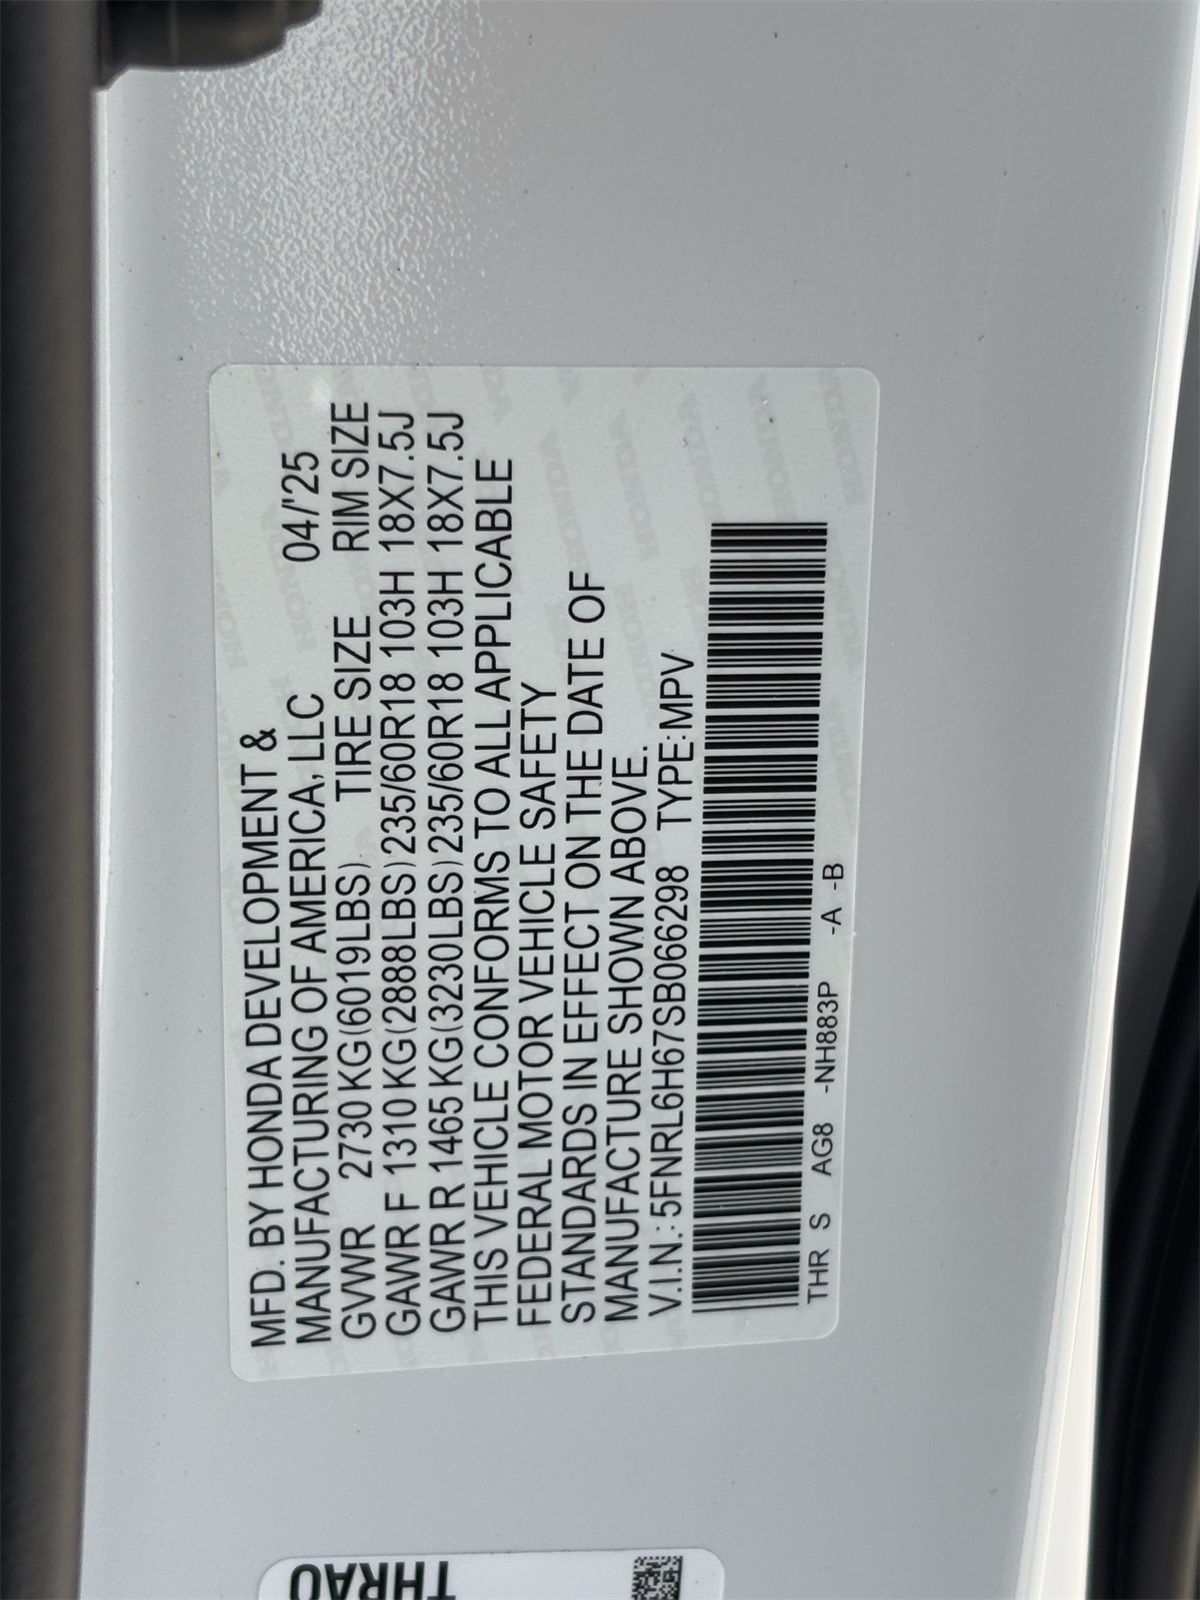 MFD. BY HONDA DEVELOPMENT &
MANUFACTURING OF AMERICA, LLC 04/'25
GVWR 2730 KG(6019LBS) TIRE SIZE RIM SIZE
GAWR F 1310 KG(2888LBS) 235/60R18 103H 18X7.5J
GAWR R 1465 KG(3230LBS) 235/60R18 103H 18X7.5J
THIS VEHICLE CONFORMS TO ALL APPLICABLE
FEDERAL MOTOR VEHICLE SAFETY
STANDARDS IN EFFECT ON THE DATE OF
MANUFACTURE SHOWN ABOVE.
V.I.N.: 5FNRL6H67SB066298 TYPE: MPV
THR S AG8 -NH883P -A -B
THRAO